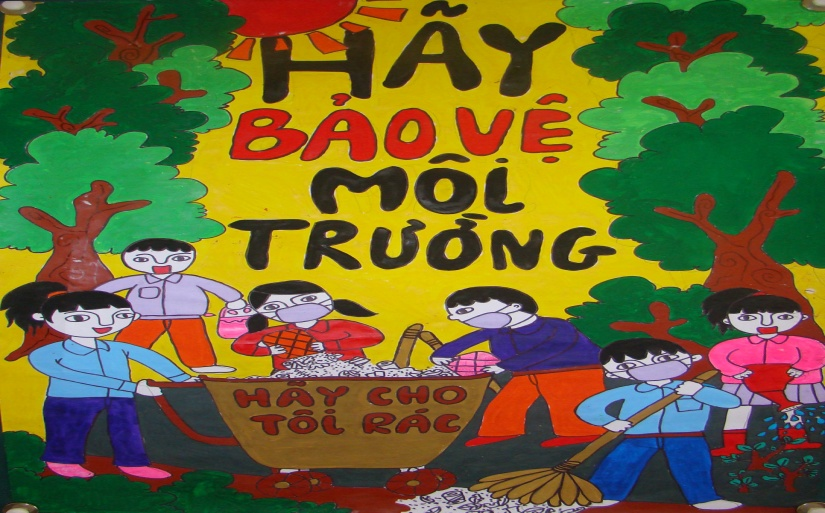 HÃY
BẢO VỆ
MÔI
TRƯỜNG
HÃY CHO
TÔI RÁC